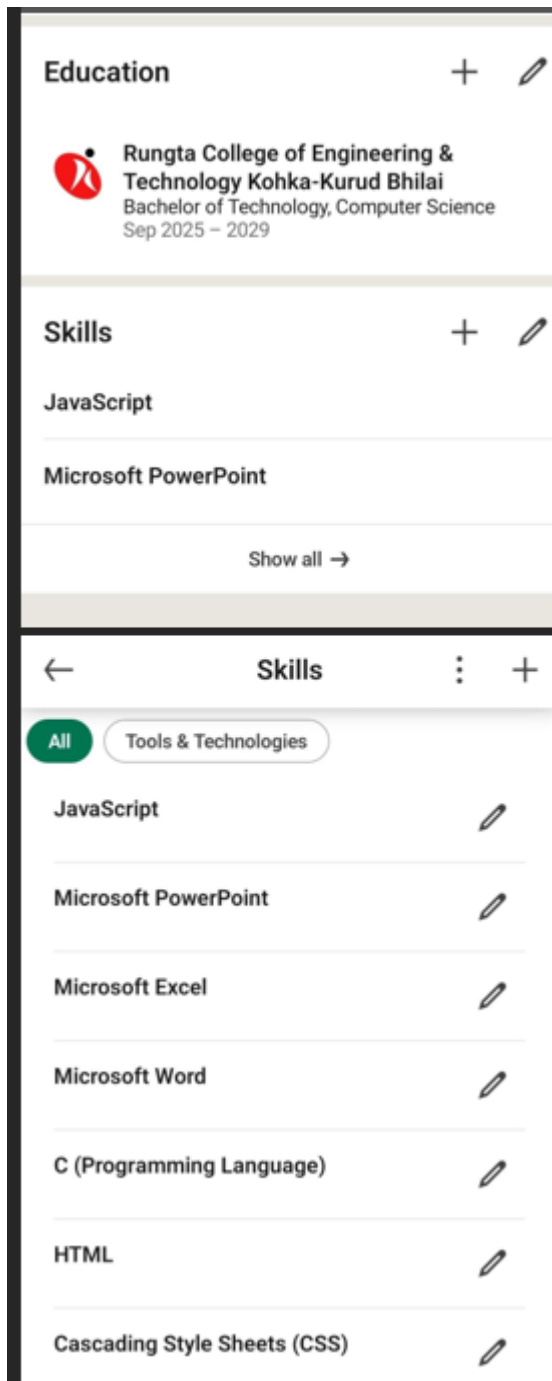 Education
Rungta College of Engineering &
Technology Kohka-Kurud Bhilai
Bachelor of Technology, Computer Science
Sep 2025 – 2029
Skills
JavaScript
Microsoft PowerPoint
Show all →
Skills
All
Tools & Technologies
JavaScript
Microsoft PowerPoint
Microsoft Excel
Microsoft Word
C (Programming Language)
HTML
Cascading Style Sheets (CSS)